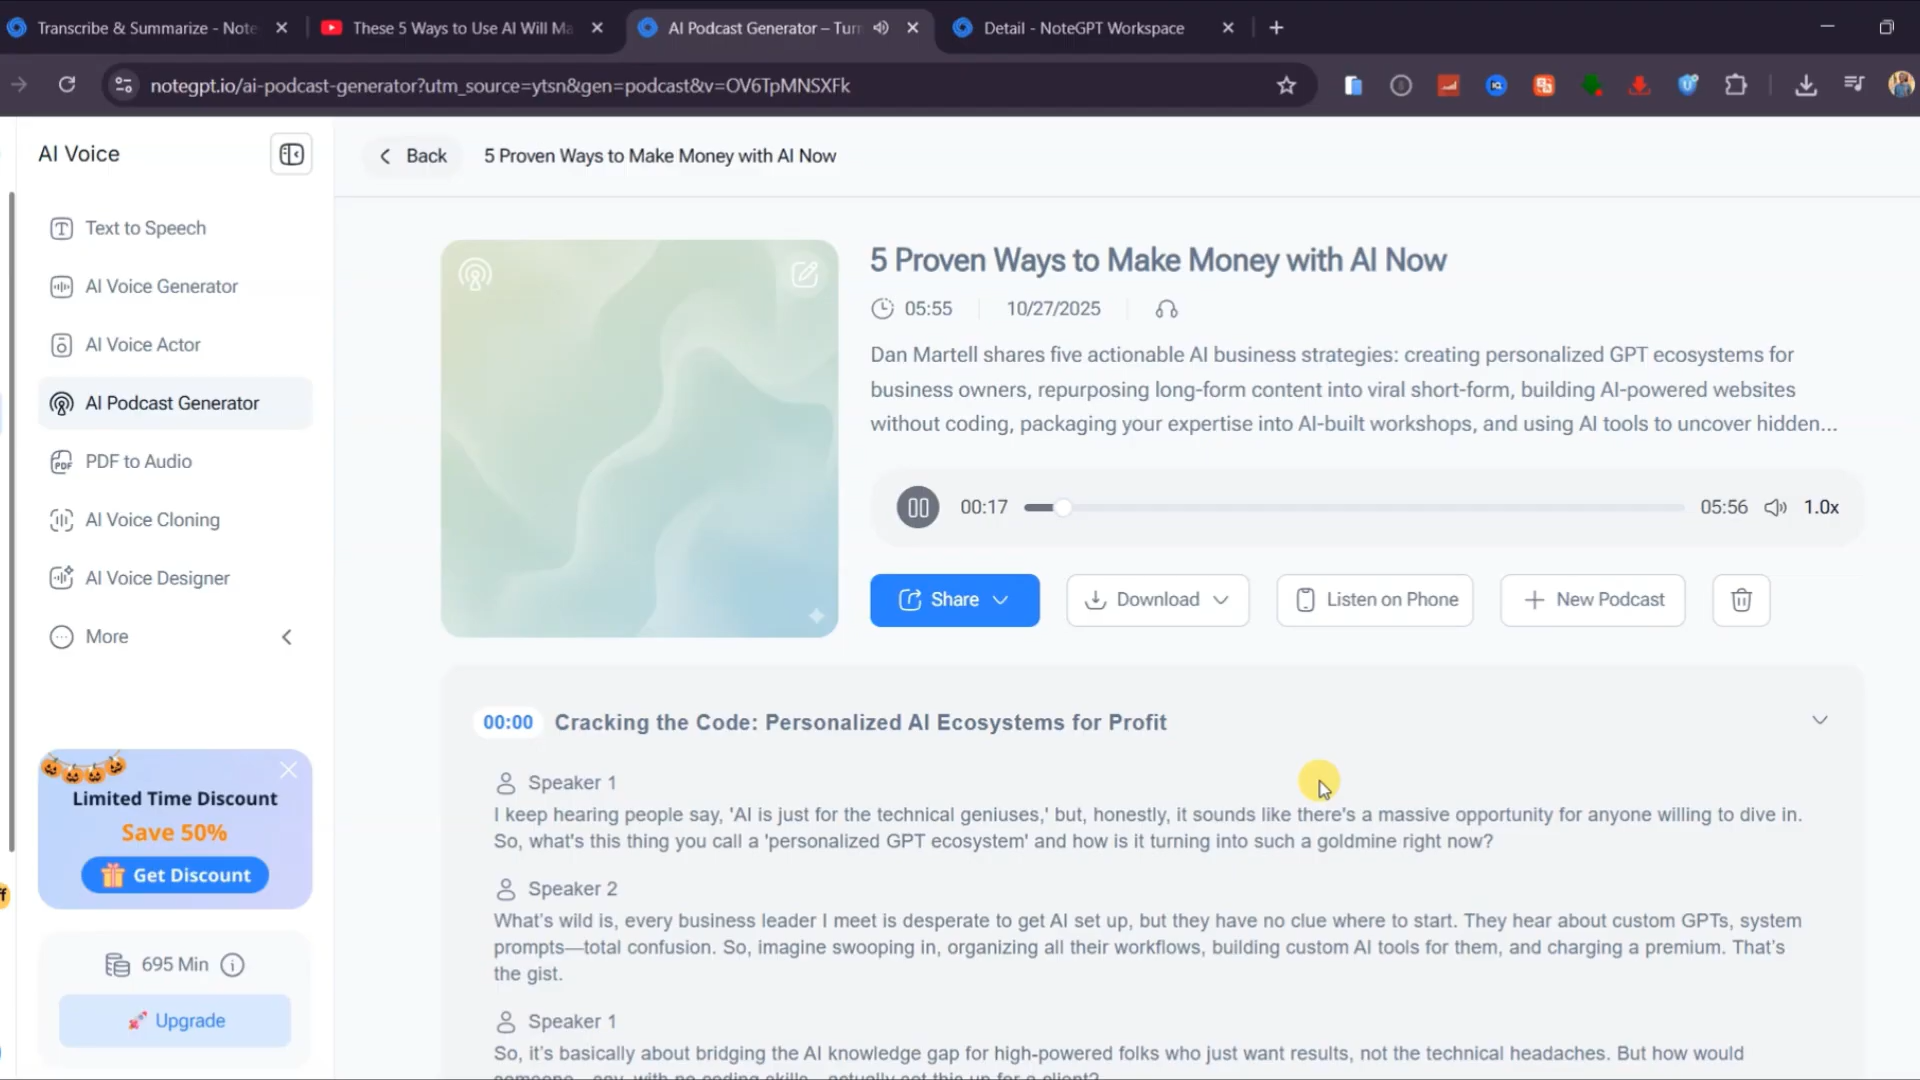 Transcribe & Summarize - Note
These 5 Ways to Use AI Will Ma
AI Podcast Generator – Turn
Detail - NoteGPT Workspace
notegpt.io/ai-podcast-generator?utm_source=ytsn&gen=podcast&v=OV6TpMNSXFk
AI Voice
Back
5 Proven Ways to Make Money with AI Now
Text to Speech
AI Voice Generator
AI Voice Actor
AI Podcast Generator
PDF to Audio
AI Voice Cloning
AI Voice Designer
More
Limited Time Discount
Save 50%
Get Discount
695 Min
Upgrade
5 Proven Ways to Make Money with AI Now
05:55
10/27/2025
Dan Martell shares five actionable AI business strategies: creating personalized GPT ecosystems for
business owners, repurposing long-form content into viral short-form, building AI-powered websites
without coding, packaging your expertise into AI-built workshops, and using AI tools to uncover hidden...
00:17
05:56
1.0x
Share
Download
Listen on Phone
New Podcast
00:00 Cracking the Code: Personalized AI Ecosystems for Profit
Speaker 1
I keep hearing people say, 'AI is just for the technical geniuses,' but, honestly, it sounds like there's a massive opportunity for anyone willing to dive in.
So, what's this thing you call a 'personalized GPT ecosystem' and how is it turning into such a goldmine right now?
Speaker 2
What's wild is, every business leader I meet is desperate to get AI set up, but they have no clue where to start. They hear about custom GPTs, system
prompts—total confusion. So, imagine swooping in, organizing all their workflows, building custom AI tools for them, and charging a premium. That's
the gist.
Speaker 1
So, it's basically about bridging the AI knowledge gap for high-powered folks who just want results, not the technical headaches. But how would
someone—say, with no coding skills—actually set this up for a client?